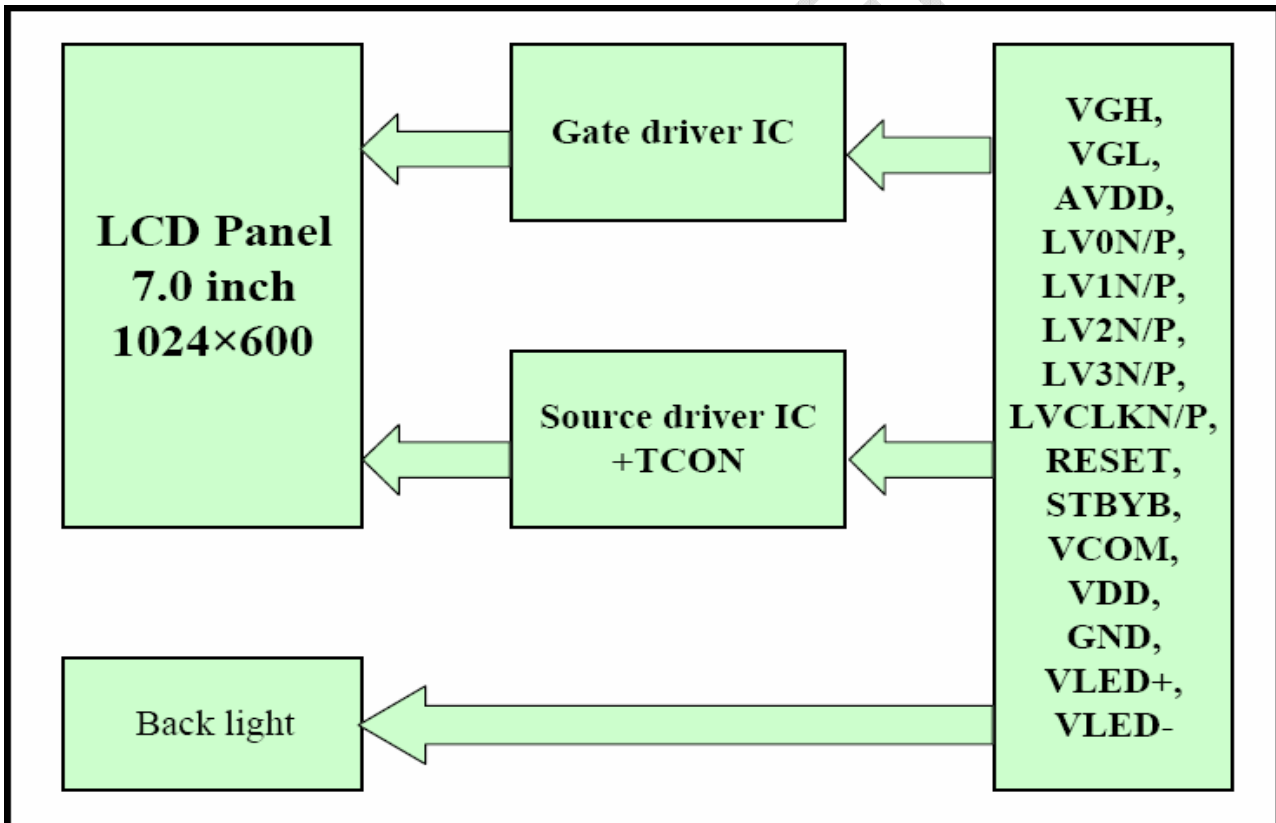 LCD Panel
7.0 inch
1024×600
Gate driver IC
Source driver IC
+TCON
Back light
VGH,
VGL,
AVDD,
LV0N/P,
LV1N/P,
LV2N/P,
LV3N/P,
LVCLKN/P,
RESET,
STBYB,
VCOM,
VDD,
GND,
VLED+,
VLED-